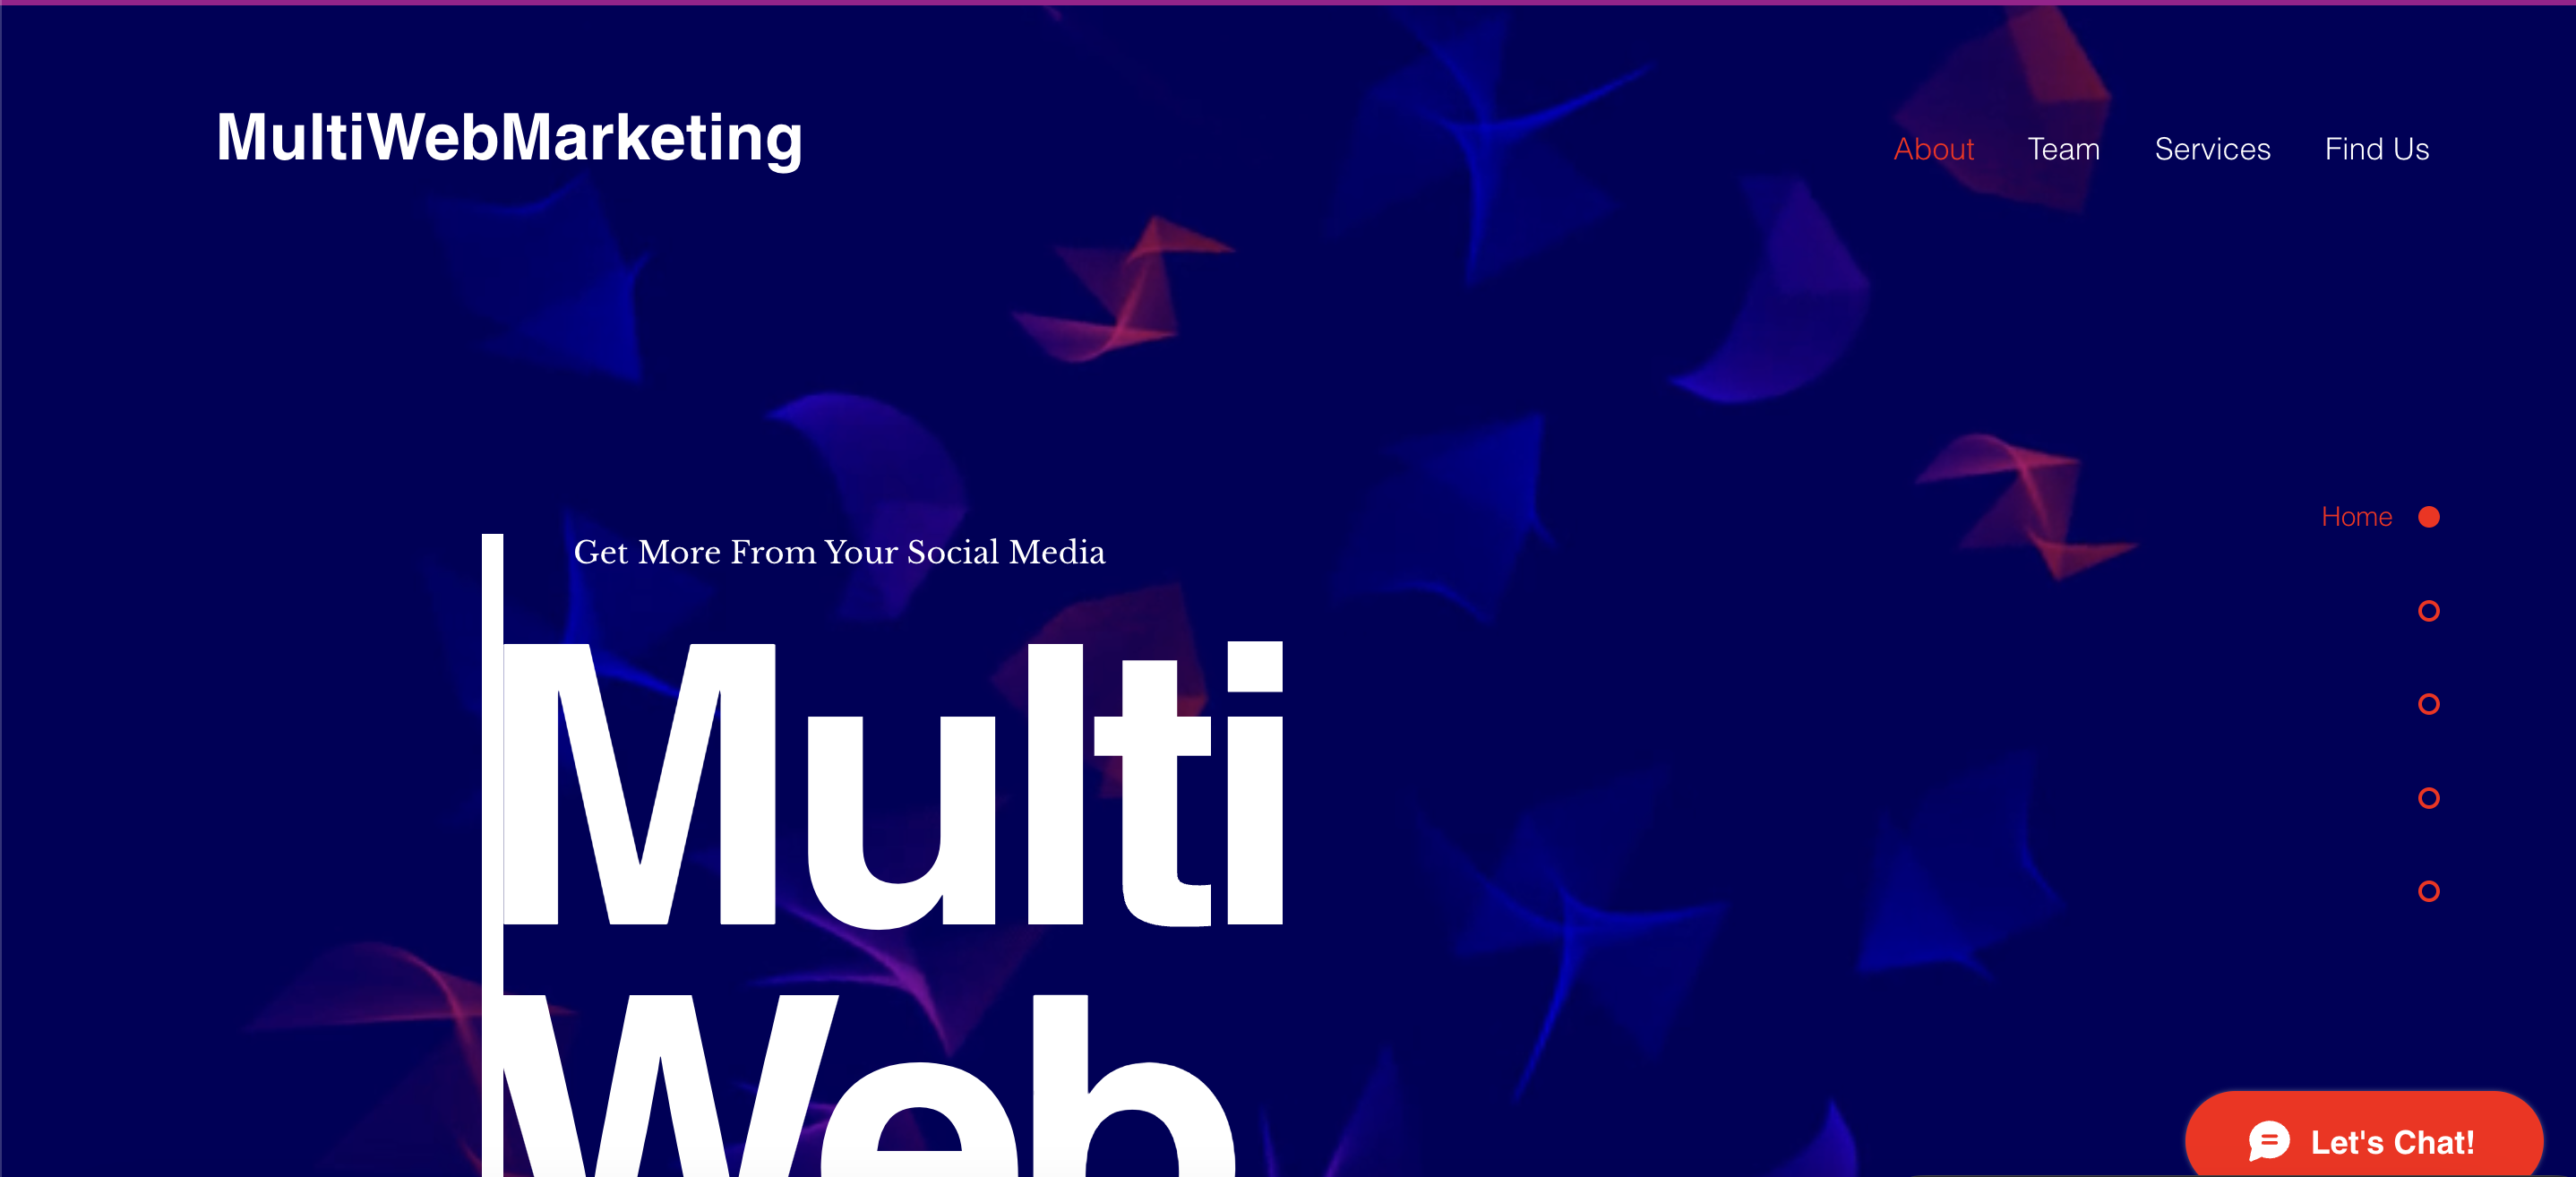 MultiWebMarketing
About Team Services Find Us
Home
Get More From Your Social Media
Multi
Web
Let's Chat!